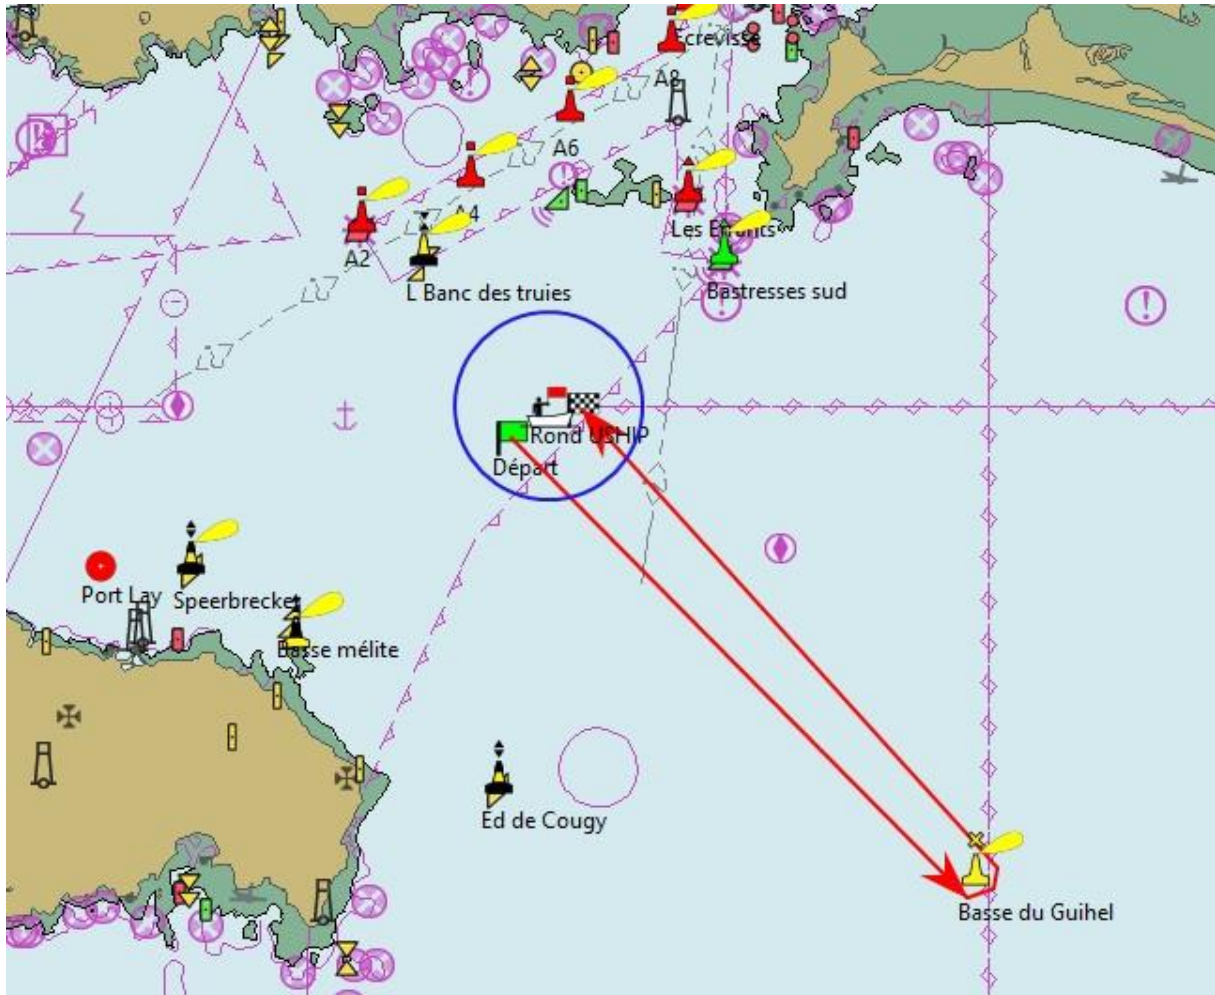 Ecrevisse
A8
A6
A4
A2
Les Errants
L Banc des truies
Bastresses sud
Rond USHIP
Départ
Port Lay
Speerbrecker
Basse mélite
Ed de Cougy
Basse du Guihel